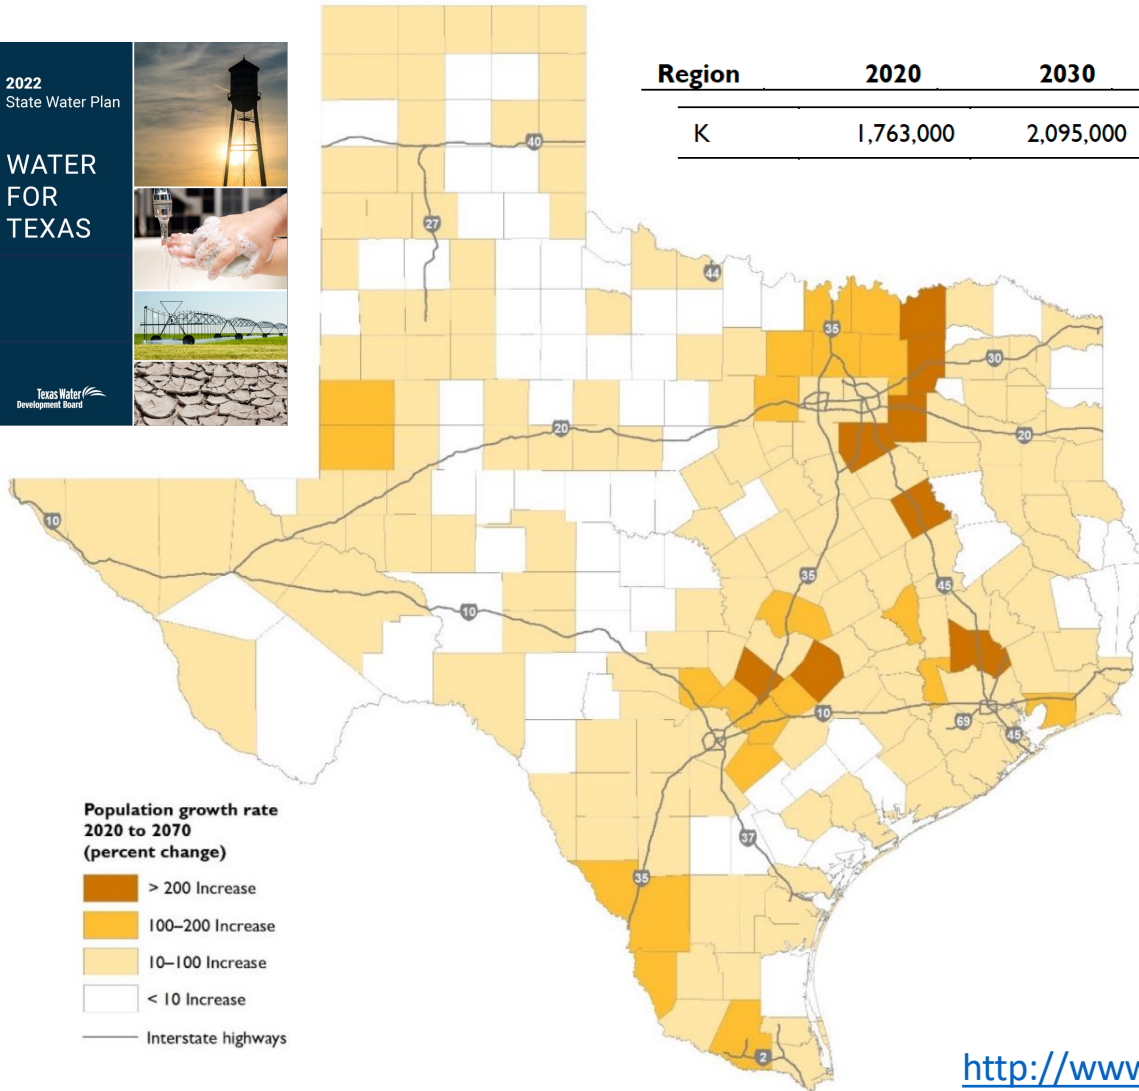 2022
State Water Plan
WATER
FOR
TEXAS
Texas Water
Development Board
Region 2020 2030
K 1,763,000 2,095,000
40
27
44
35
30
20
20
10
35
45
10
10
69
45
37
35
2
Population growth rate
2020 to 2070
(percent change)
> 200 Increase
100–200 Increase
10–100 Increase
< 10 Increase
Interstate highways
http://www